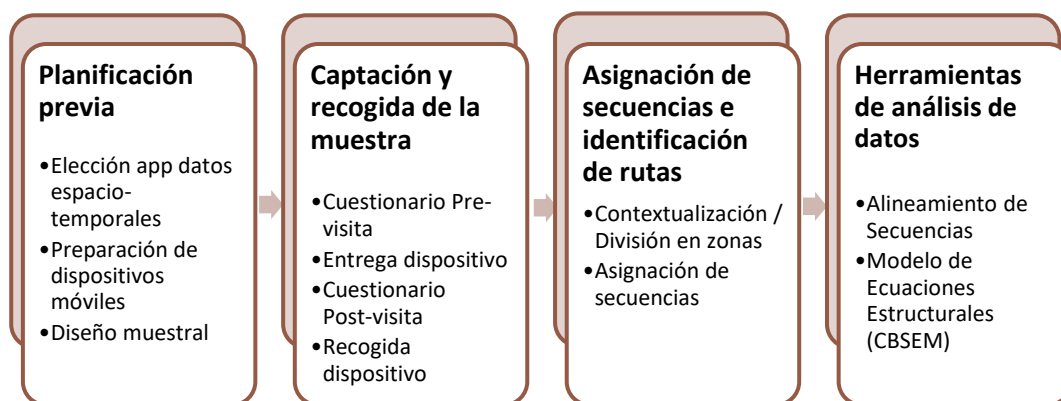 Planificación
previa
•Elección app datos
espacio-
temporales
•Preparación de
dispositivos
móviles
•Diseño muestral
Captación y
recogida de la
muestra
•Cuestionario Pre-
visita
•Entrega dispositivo
•Cuestionario
Post-visita
•Recogida
dispositivo
Asignación de
secuencias e
identificación
de rutas
•Contextualización /
División en zonas
•Asignación de
secuencias
Herramientas
de análisis de
datos
•Alineamiento de
Secuencias
•Modelo de
Ecuaciones
Estructurales
(CBSEM)